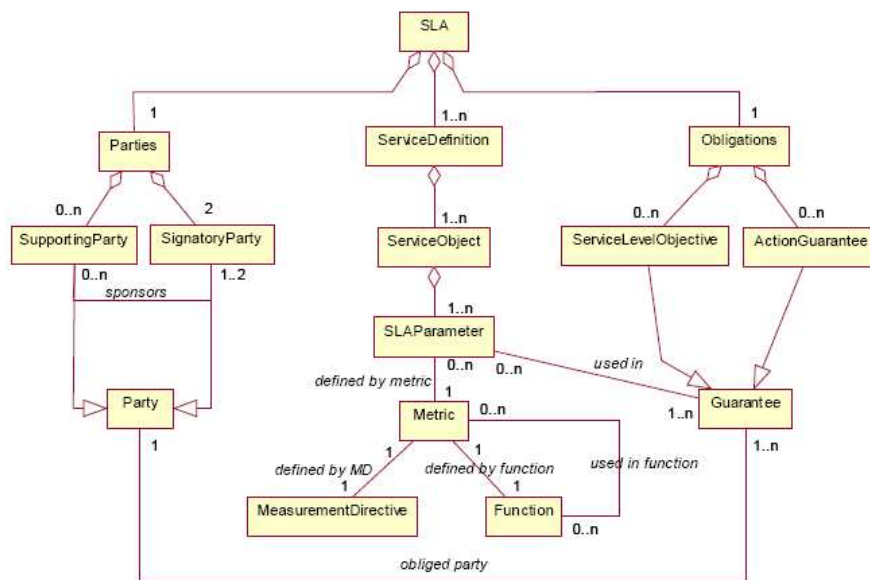 SLA
1
1..n
1
Parties
ServiceDefinition
Obligations
0..n
2
1..n
0..n
0..n
SupportingParty
SignatoryParty
ServiceObject
ServiceLevelObjective
ActionGuarantee
0..n
1..2
sponsors
1..n
SLAParameter
0..n
0..n
used in
defined by metric
Party
1
Metric
0..n
Guarantee
1..n
1
1
1
1..n
defined by MD
defined by function
used in function
1
1
MeasurementDirective
Function
0..n
obliged party